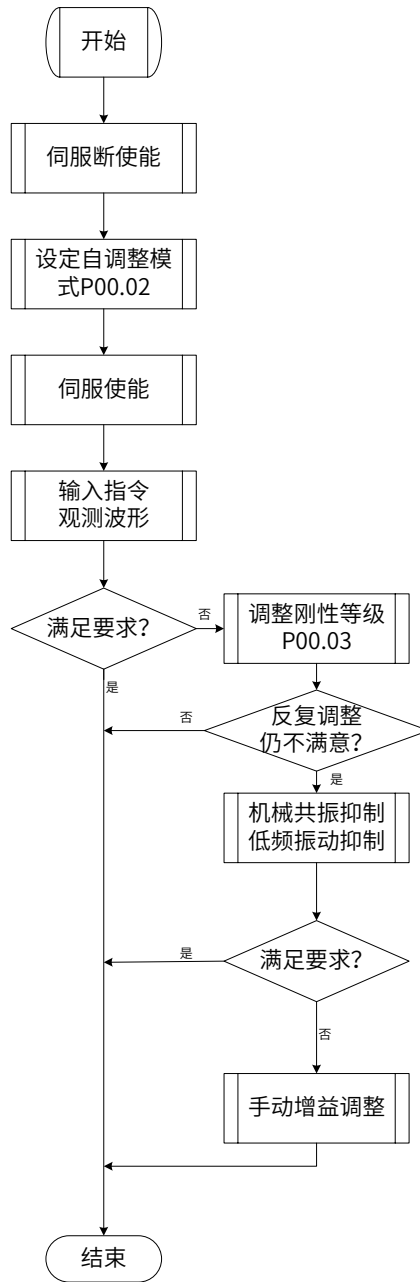 开始
伺服断使能
设定自调整模
式P00.02
伺服使能
输入指令
观测波形
满足要求？
否
调整刚性等级
P00.03
是
否
反复调整
仍不满意？
是
机械共振抑制
低频振动抑制
是
满足要求？
否
手动增益调整
结束